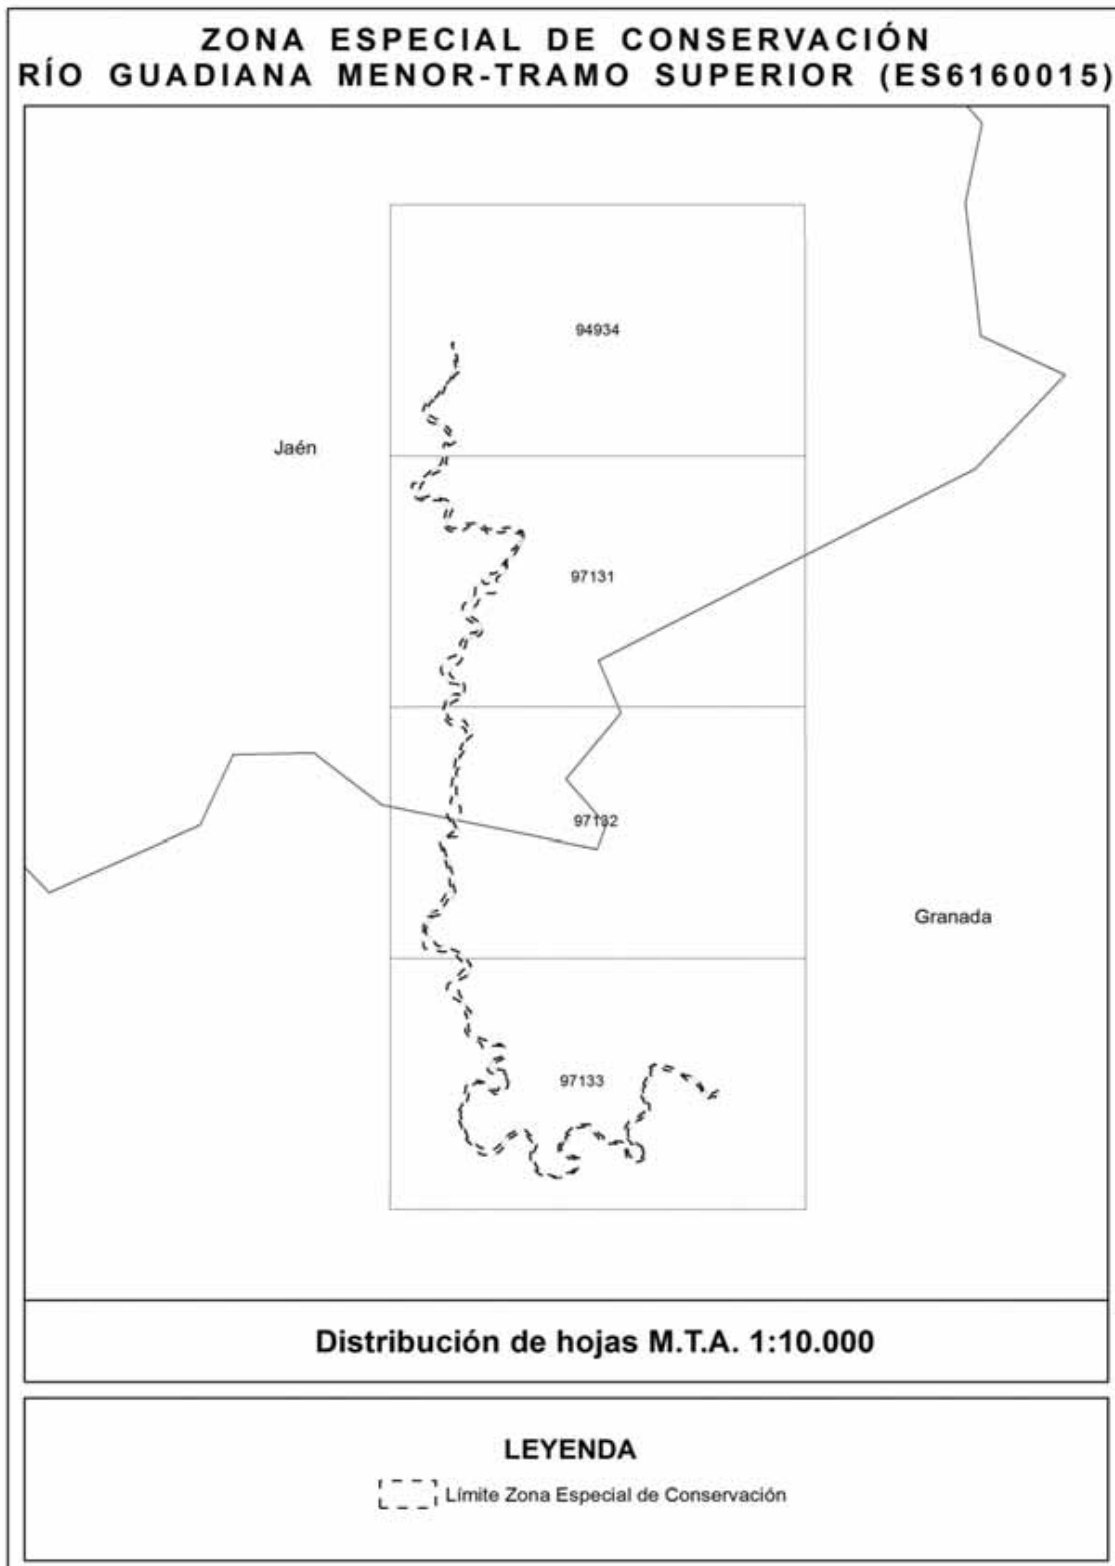 ZONA ESPECIAL DE CONSERVACIÓN
RÍO GUADIANA MENOR-TRAMO SUPERIOR (ES6160015)
94934
Jaén
97131
97132
Granada
97133
Distribución de hojas M.T.A. 1:10.000
LEYENDA
Límite Zona Especial de Conservación